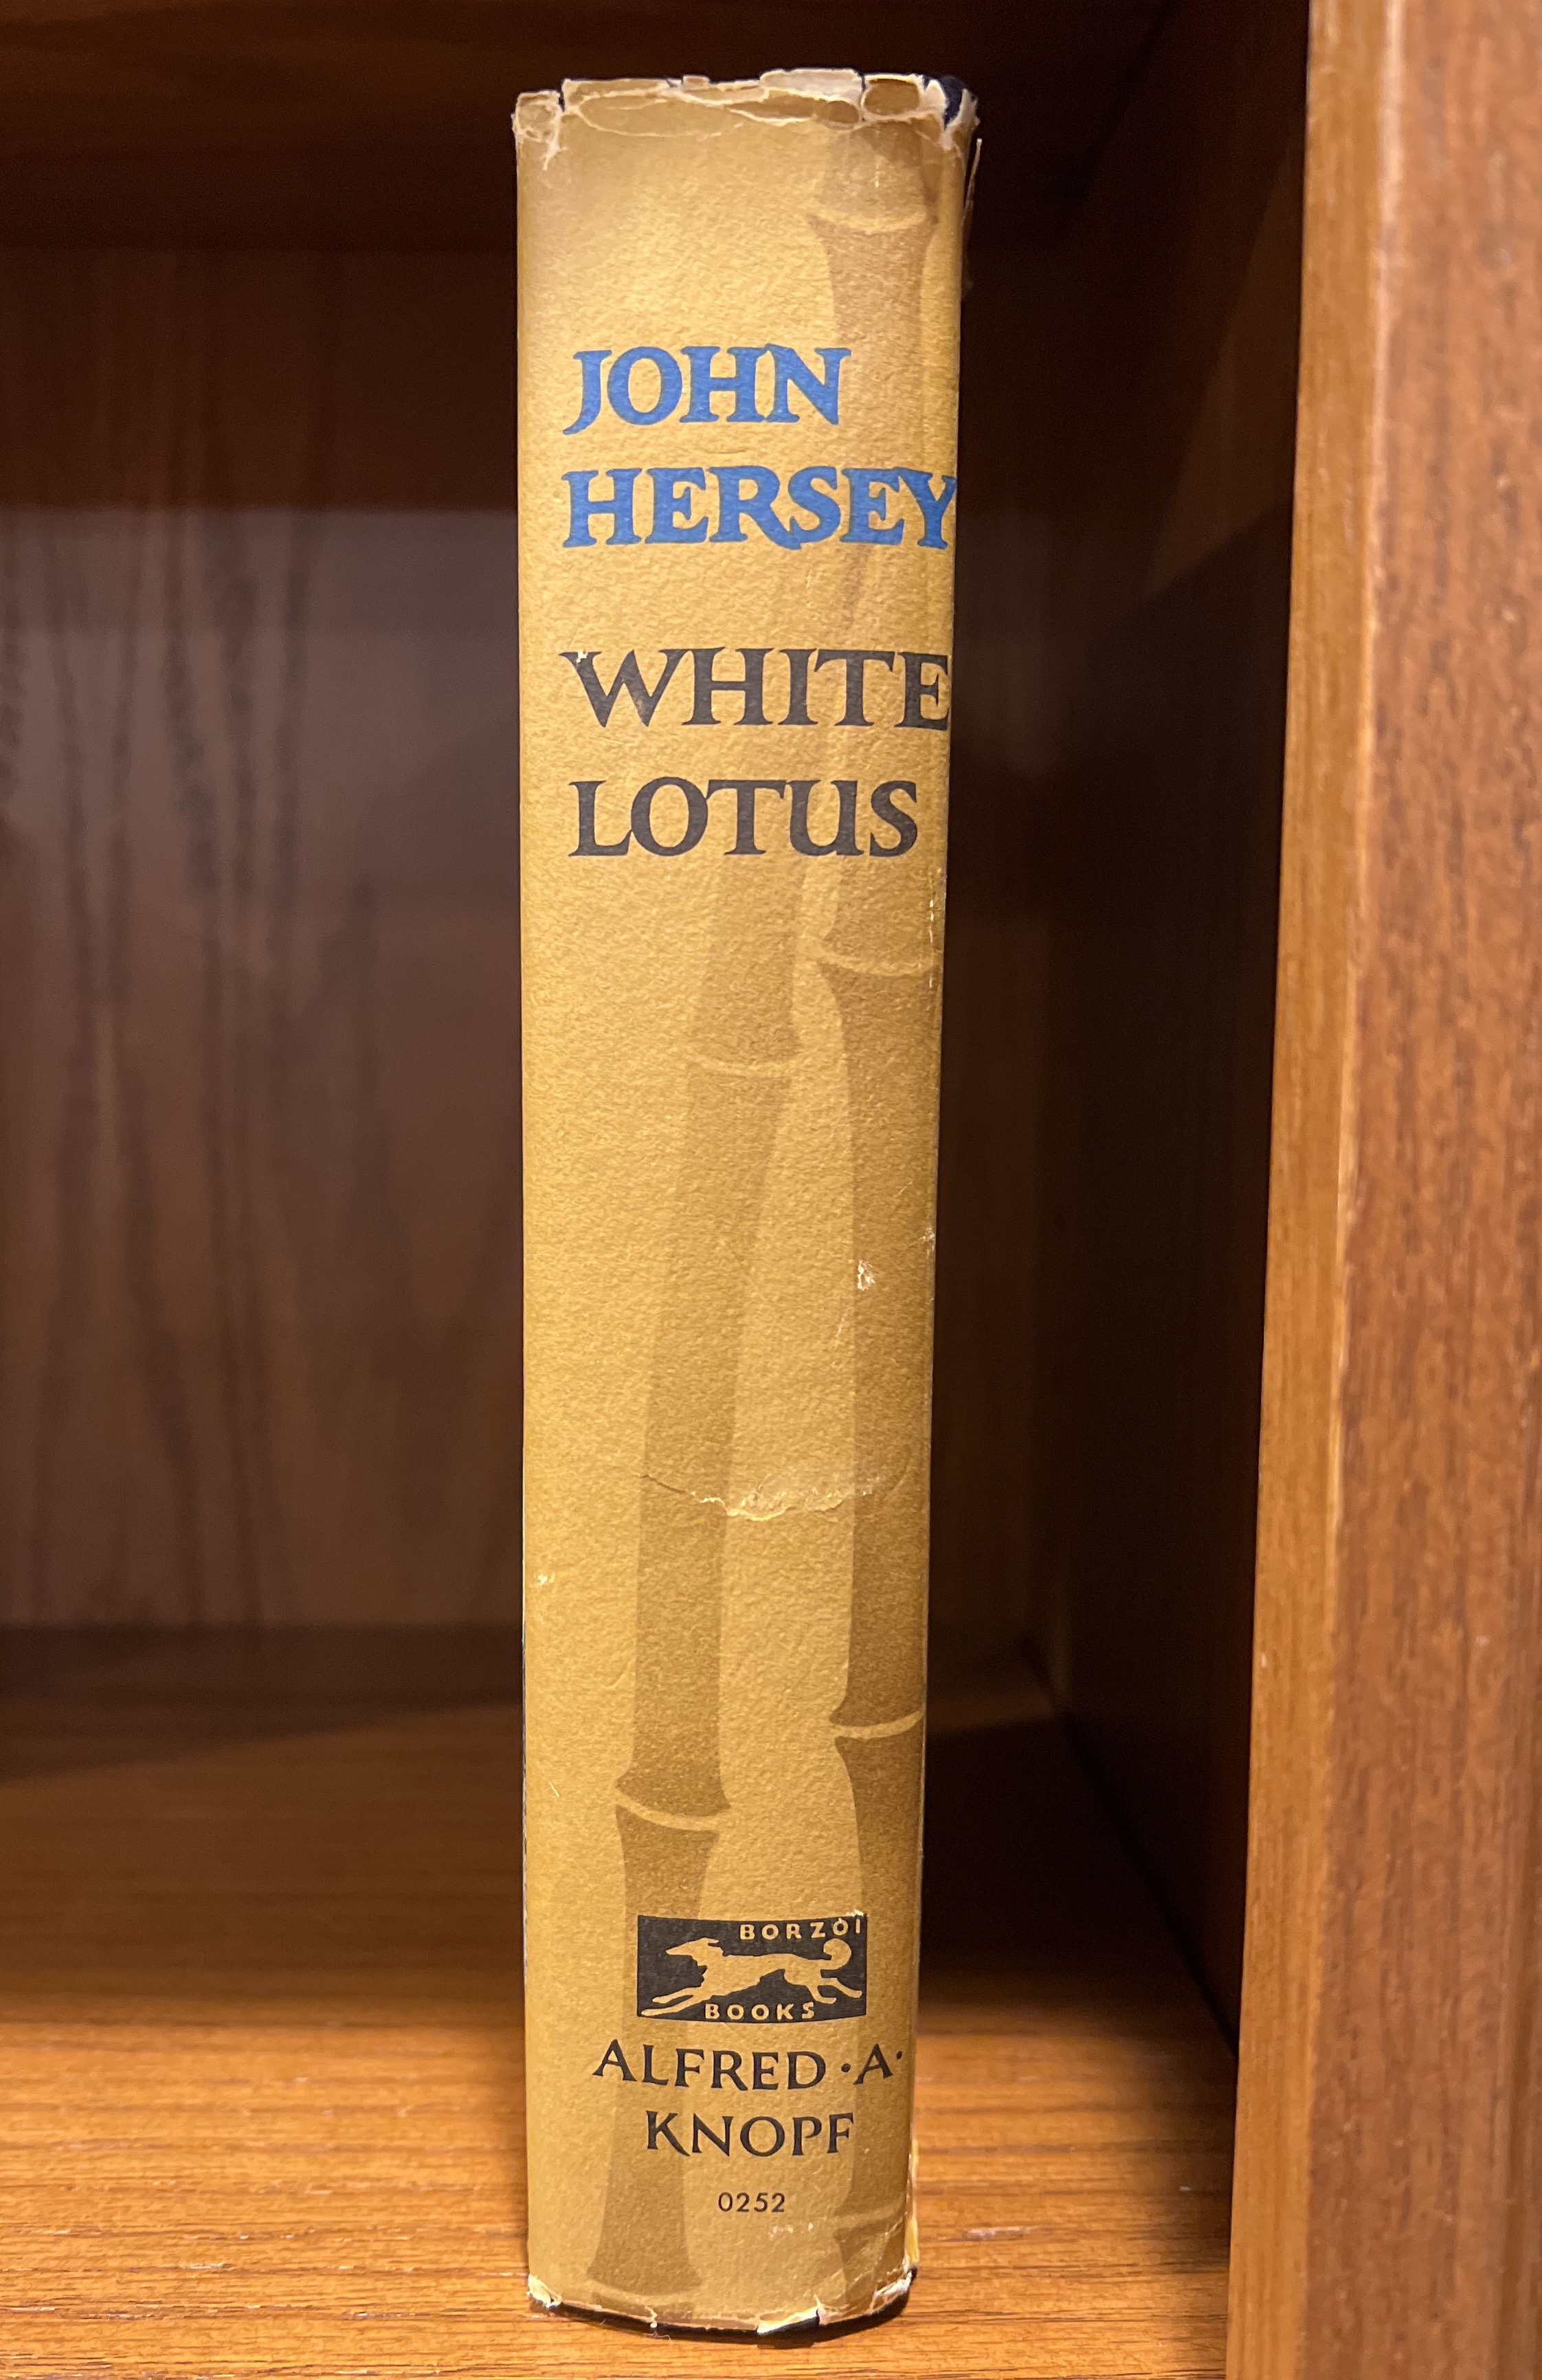 JOHN
HERSEY
WHITE
LOTUS
BORZOI
BOOKS
ALFRED·A·
KNOPF
0252